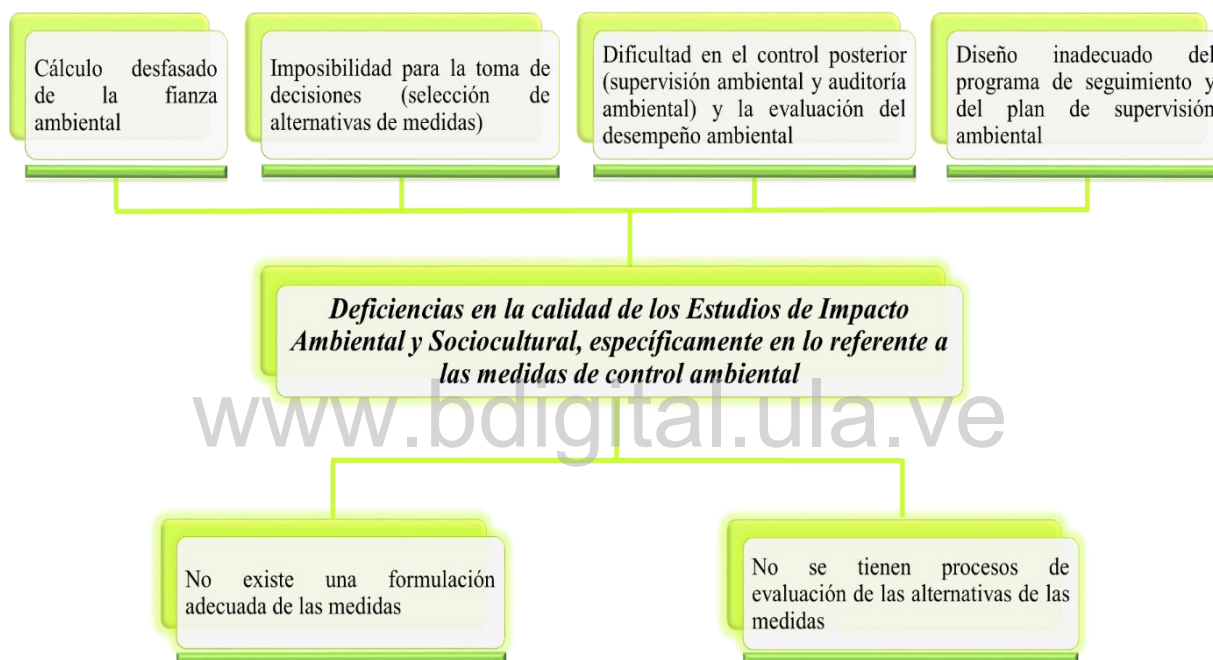 Cálculo desfasado
de la fianza
ambiental
Imposibilidad para la toma de
decisiones (selección de
alternativas de medidas)
Dificultad en el control posterior
(supervisión ambiental y auditoría
ambiental) y la evaluación del
desempeño ambiental
Diseño inadecuado del
programa de seguimiento y
del plan de supervisión
ambiental
Deficiencias en la calidad de los Estudios de Impacto
Ambiental y Sociocultural, específicamente en lo referente a
las medidas de control ambiental
www.bdigital.ula.ve
No existe una formulación
adecuada de las medidas
No se tienen procesos de
evaluación de las alternativas de las
medidas